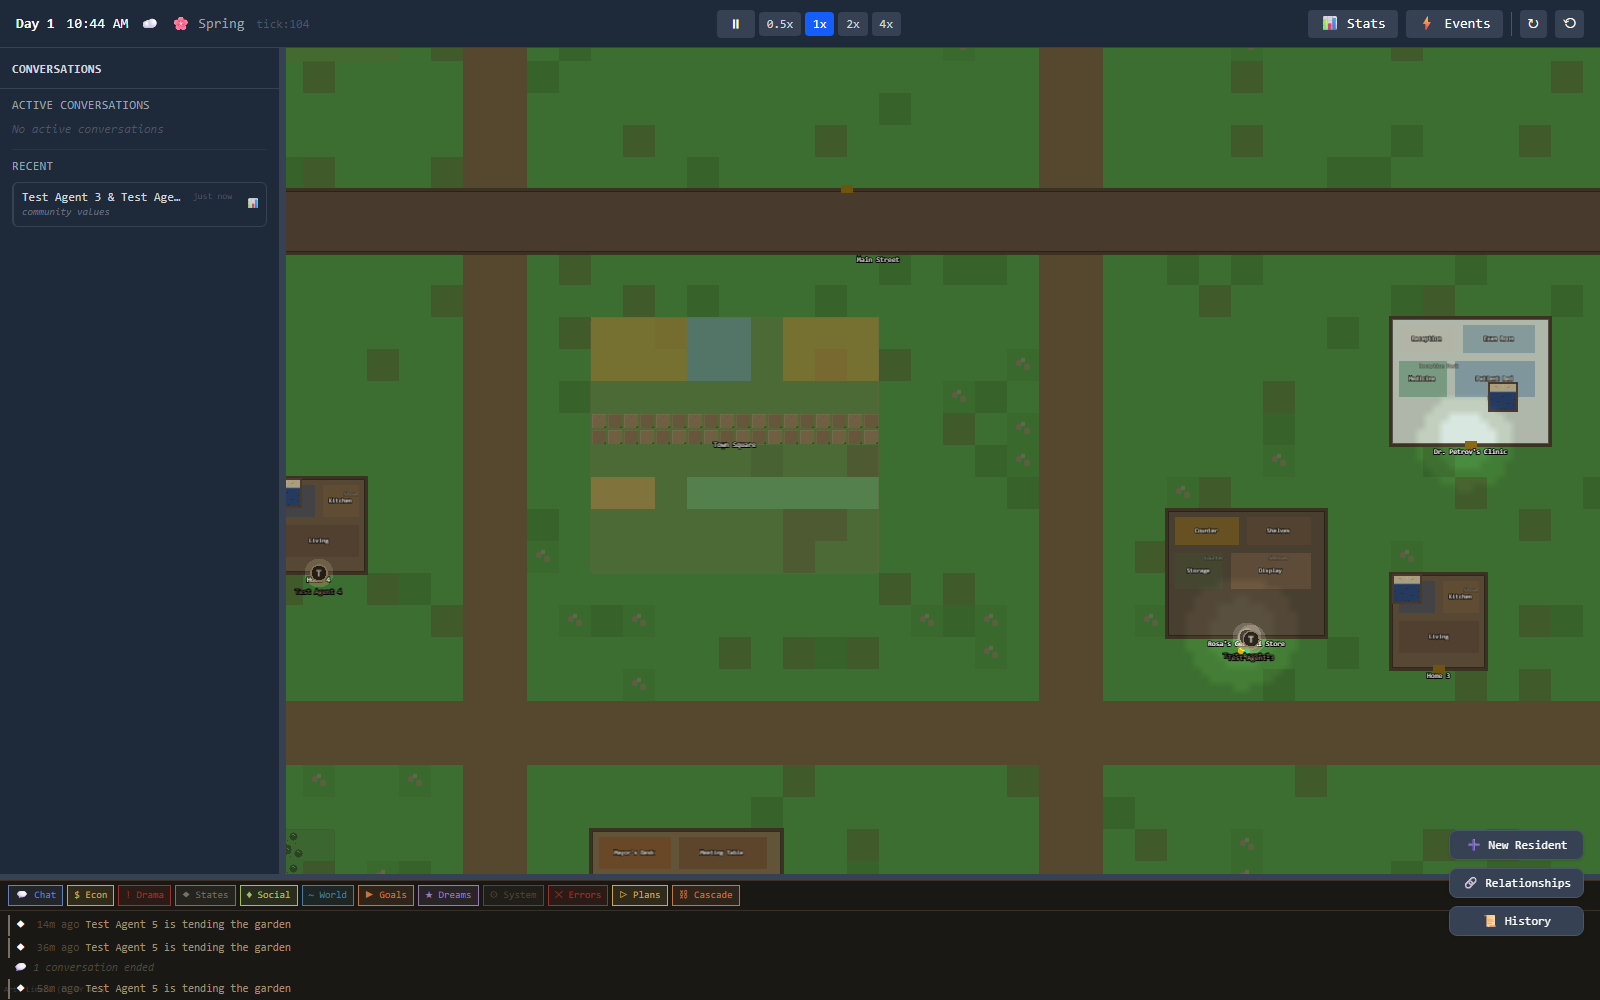 Day 1 10:44 AM Spring tick:104
0.5x 1x 2x 4x
Stats Events
CONVERSATIONS
ACTIVE CONVERSATIONS
No active conversations
RECENT
Test Agent 3 & Test Age… just now
community values
Main Street
Reception Exam Room
Medicine
Dr. Petrov's Clinic
Town Square
Kitchen
Living
Test Agent 4
Counter Shelves
Storage Display
Rosa's G
Store
Kitchen
Living
Home 3
Mayor's Desk Meeting Table
New Resident
Relationships
History
Chat $ Econ ! Drama States Social ~ World Goals Dreams System Errors Plans Cascade
14m ago Test Agent 5 is tending the garden
36m ago Test Agent 5 is tending the garden
1 conversation ended
58m ago Test Agent 5 is tending the garden